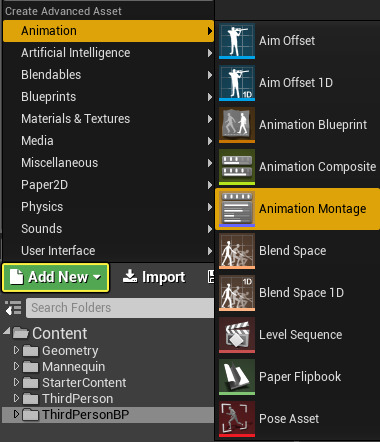 Create Advanced Asset
Animation
Artificial Intelligence
Blendables
Blueprints
Materials & Textures
Media
Miscellaneous
Paper2D
Physics
Sounds
User Interface
Aim Offset
1D
Aim Offset 1D
Animation Blueprint
Animation Composite
Animation Montage
Blend Space
1D
Blend Space 1D
Level Sequence
Paper Flipbook
Pose Asset
Add New
Import
Search Folders
Content
Geometry
Mannequin
StarterContent
ThirdPerson
ThirdPersonBP